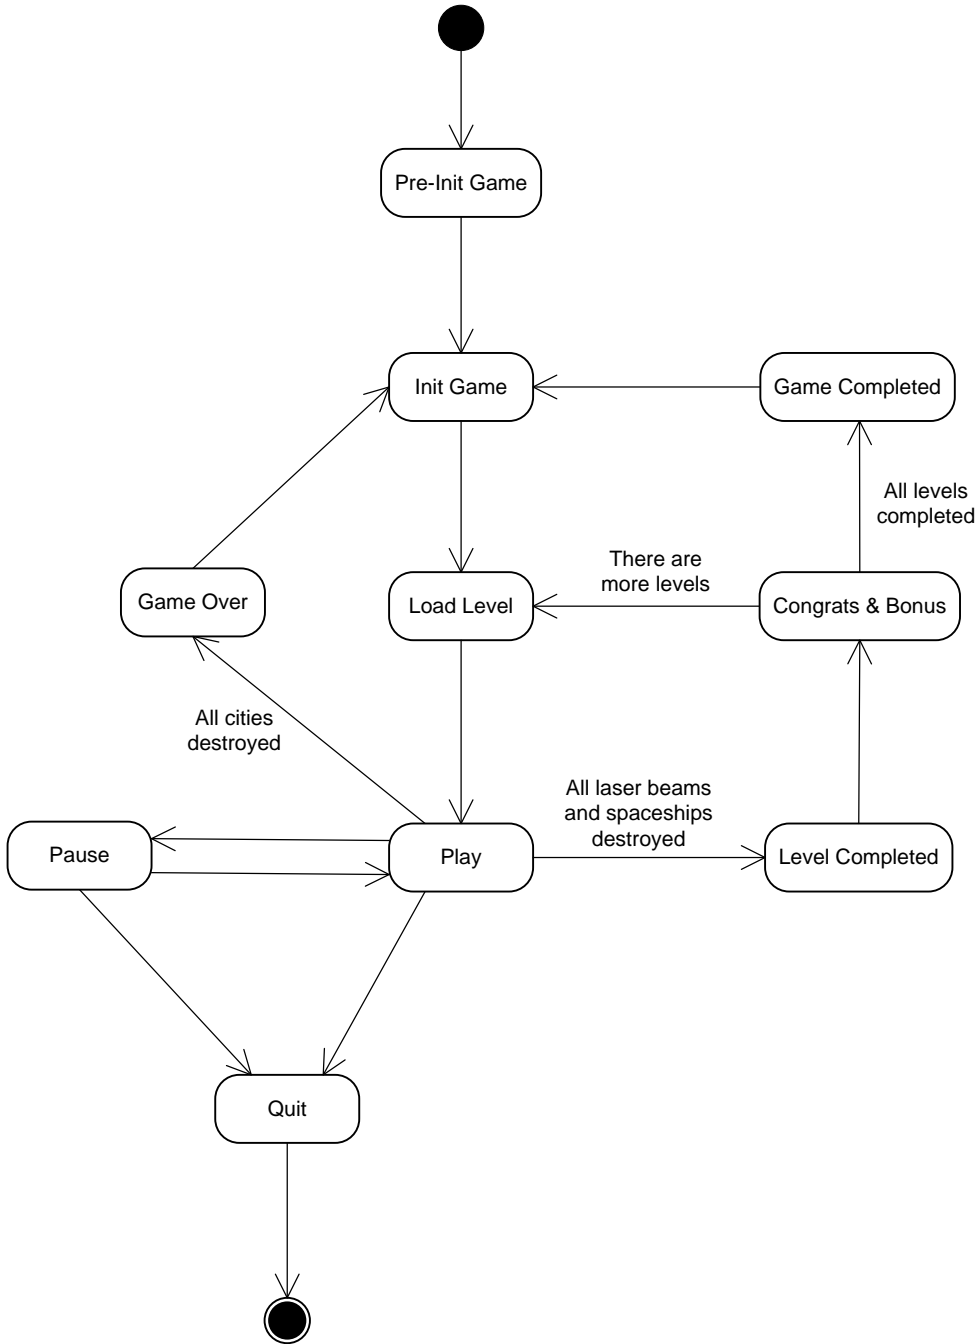 Pre-Init Game
Init Game
Game Completed
All levels
completed
There are
more levels
Game Over
Load Level
Congrats & Bonus
All cities
destroyed
All laser beams
and spaceships
destroyed
Pause
Play
Level Completed
Quit